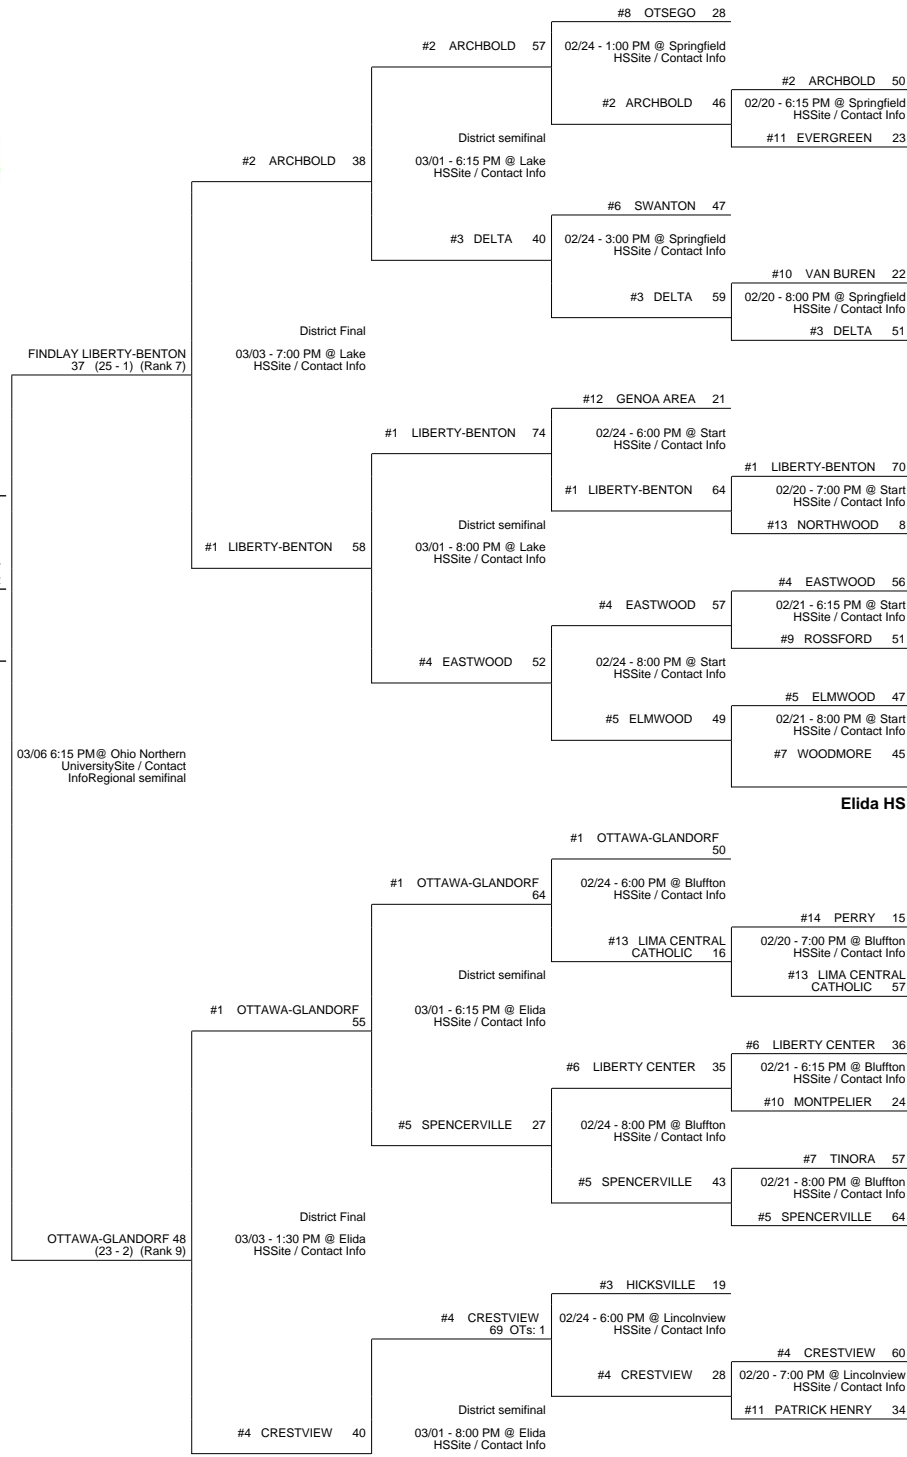 #8 OTSEGO 28
#2 ARCHBOLD 57
02/24 - 1:00 PM @ Springfield
HSSite / Contact Info
#2 ARCHBOLD 50
#2 ARCHBOLD 46
02/20 - 6:15 PM @ Springfield
HSSite / Contact Info
District semifinal
#11 EVERGREEN 23
#2 ARCHBOLD 38
03/01 - 6:15 PM @ Lake
HSSite / Contact Info
#6 SWANTON 47
#3 DELTA 40
02/24 - 3:00 PM @ Springfield
HSSite / Contact Info
#10 VAN BUREN 22
#3 DELTA 59
02/20 - 8:00 PM @ Springfield
HSSite / Contact Info
District Final
#3 DELTA 51
FINDLAY LIBERTY-BENTON
37 (25 - 1) (Rank 7)
03/03 - 7:00 PM @ Lake
HSSite / Contact Info
#12 GENOA AREA 21
#1 LIBERTY-BENTON 74
02/24 - 6:00 PM @ Start
HSSite / Contact Info
#1 LIBERTY-BENTON 70
#1 LIBERTY-BENTON 64
02/20 - 7:00 PM @ Start
HSSite / Contact Info
District semifinal
#13 NORTHWOOD 8
#1 LIBERTY-BENTON 58
03/01 - 8:00 PM @ Lake
HSSite / Contact Info
#4 EASTWOOD 56
#4 EASTWOOD 57
02/21 - 6:15 PM @ Start
HSSite / Contact Info
#9 ROSSFORD 51
#4 EASTWOOD 52
02/24 - 8:00 PM @ Start
HSSite / Contact Info
#5 ELMWOOD 47
#5 ELMWOOD 49
02/21 - 8:00 PM @ Start
HSSite / Contact Info
#7 WOODMORE 45
03/06 6:15 PM@ Ohio Northern
UniversitySite / Contact
InfoRegional semifinal
Elida HS
#1 OTTAWA-GLANDORF
50
#1 OTTAWA-GLANDORF
64
02/24 - 6:00 PM @ Bluffton
HSSite / Contact Info
#14 PERRY 15
#13 LIMA CENTRAL
CATHOLIC 16
02/20 - 7:00 PM @ Bluffton
HSSite / Contact Info
District semifinal
#13 LIMA CENTRAL
CATHOLIC 57
#1 OTTAWA-GLANDORF
55
03/01 - 6:15 PM @ Elida
HSSite / Contact Info
#6 LIBERTY CENTER 36
#6 LIBERTY CENTER 35
02/21 - 6:15 PM @ Bluffton
HSSite / Contact Info
#10 MONTPELIER 24
#5 SPENCERVILLE 27
02/24 - 8:00 PM @ Bluffton
HSSite / Contact Info
#7 TINORA 57
#5 SPENCERVILLE 43
02/21 - 8:00 PM @ Bluffton
HSSite / Contact Info
District Final
#5 SPENCERVILLE 64
OTTAWA-GLANDORF 48
(23 - 2) (Rank 9)
03/03 - 1:30 PM @ Elida
HSSite / Contact Info
#3 HICKSVILLE 19
#4 CRESTVIEW
69 OTs: 1
02/24 - 6:00 PM @ Lincolnview
HSSite / Contact Info
#4 CRESTVIEW 60
#4 CRESTVIEW 28
02/20 - 7:00 PM @ Lincolnview
HSSite / Contact Info
District semifinal
#11 PATRICK HENRY 34
#4 CRESTVIEW 40
03/01 - 8:00 PM @ Elida
HSSite / Contact Info